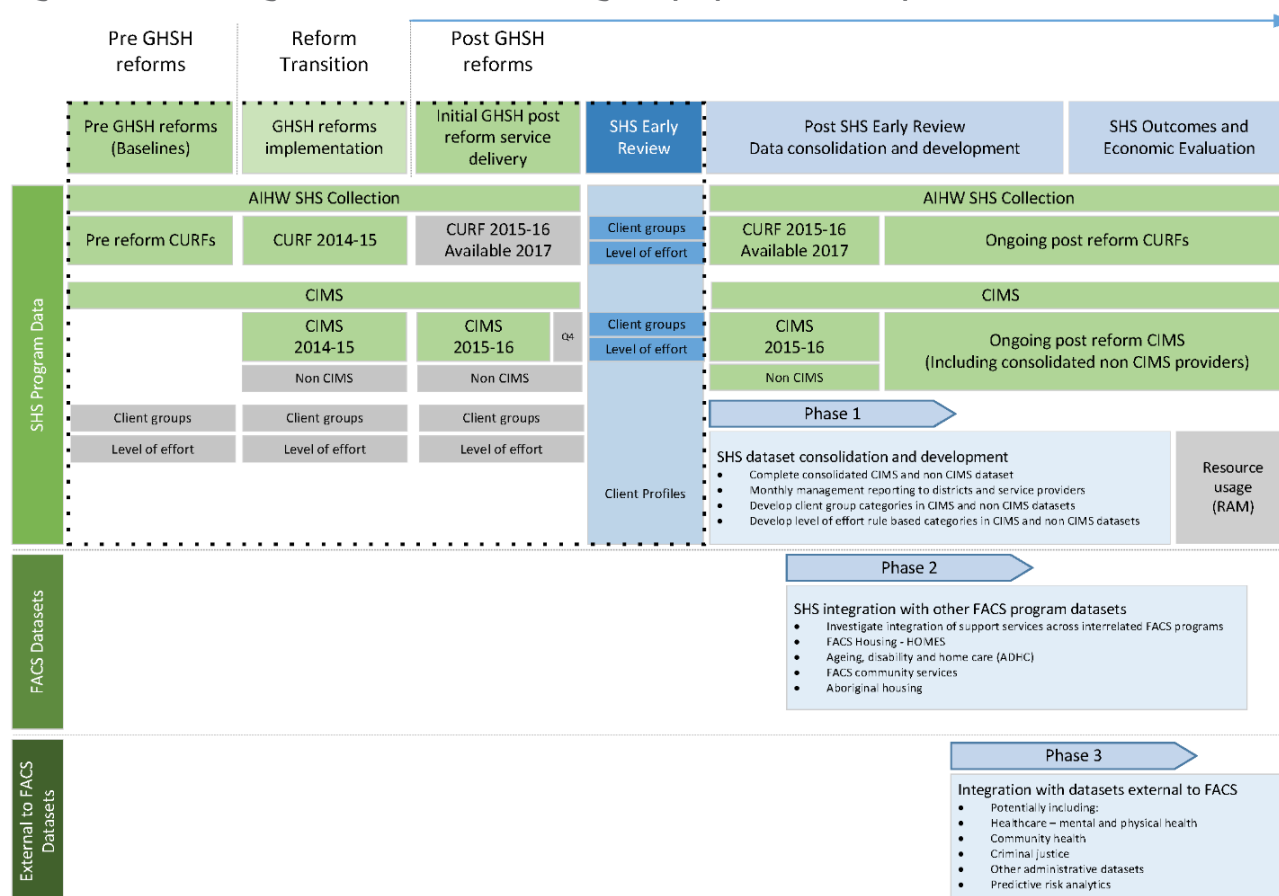 Pre GHSH
reforms
Reform
Transition
Post GHSH
reforms
Pre GHSH reforms
(Baselines)
GHSH reforms
implementation
Initial GHSH post
reform service
delivery
SHS Early
Review
Post SHS Early Review
Data consolidation and development
SHS Outcomes and
Economic Evaluation
SHS Program Data
AIHW SHS Collection
AIHW SHS Collection
Pre reform CURFs
CURF 2014-15
CURF 2015-16
Available 2017
Client groups
Level of effort
CURF 2015-16
Available 2017
Ongoing post reform CURFs
CIMS
CIMS
CIMS
2014-15
CIMS
2015-16
Q4
Client groups
Level of effort
CIMS
2015-16
Ongoing post reform CIMS
(Including consolidated non CIMS providers)
Non CIMS
Non CIMS
Non CIMS
Client groups
Client groups
Client groups
Level of effort
Level of effort
Level of effort
Client Profiles
Phase 1
SHS dataset consolidation and development
• Complete consolidated CIMS and non CIMS dataset
• Monthly management reporting to districts and service providers
• Develop client group categories in CIMS and non CIMS datasets
• Develop level of effort rule based categories in CIMS and non CIMS datasets
Resource
usage
(RAM)
FACS Datasets
Phase 2
SHS integration with other FACS program datasets
• Investigate integration of support services across interrelated FACS programs
• FACS Housing - HOMES
• Ageing, disability and home care (ADHC)
• FACS community services
• Aboriginal housing
External to FACS
Datasets
Phase 3
Integration with datasets external to FACS
• Potentially including:
• Healthcare – mental and physical health
• Community health
• Criminal justice
• Other administrative datasets
• Predictive risk analytics